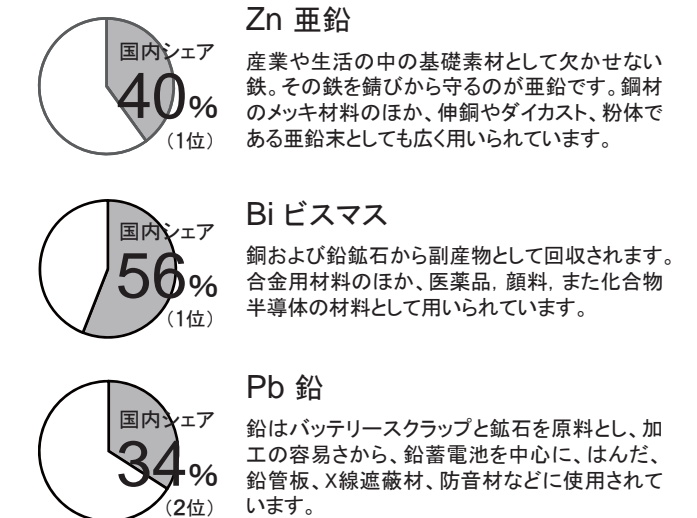 Zn 亜鉛
国内シェア
40%
（1位）
産業や生活の中の基礎素材として欠かせない
鉄。その鉄を錆びから守るのが亜鉛です。鋼材
のメッキ材料のほか、伸銅やダイカスト、粉体で
ある亜鉛末としても広く用いられています。
Bi ビスマス
国内シェア
56%
（1位）
銅および鉛鉱石から副産物として回収されます。
合金用材料のほか、医薬品，顔料，また化合物
半導体の材料として用いられています。
Pb 鉛
国内シェア
34%
（2位）
鉛はバッテリースクラップと鉱石を原料とし、加
工の容易さから、鉛蓄電池を中心に、はんだ、
鉛管板、X線遮蔽材、防音材などに使用されて
います。